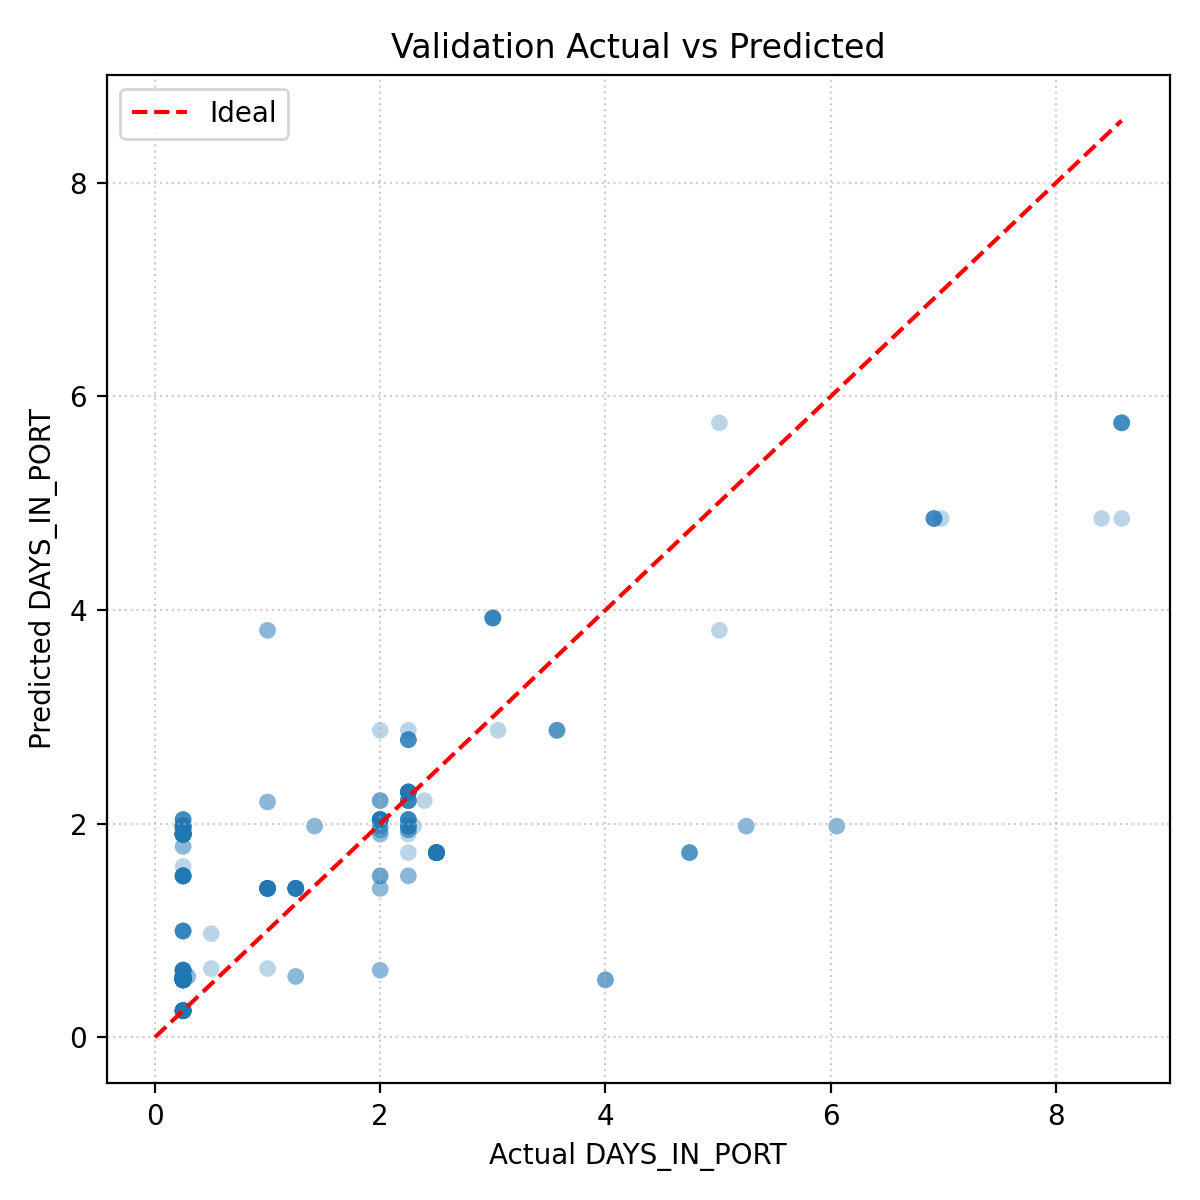 Validation Actual vs Predicted
Ideal
8
6
4
2
0
Predicted DAYS_IN_PORT
0 2 4 6 8
Actual DAYS_IN_PORT